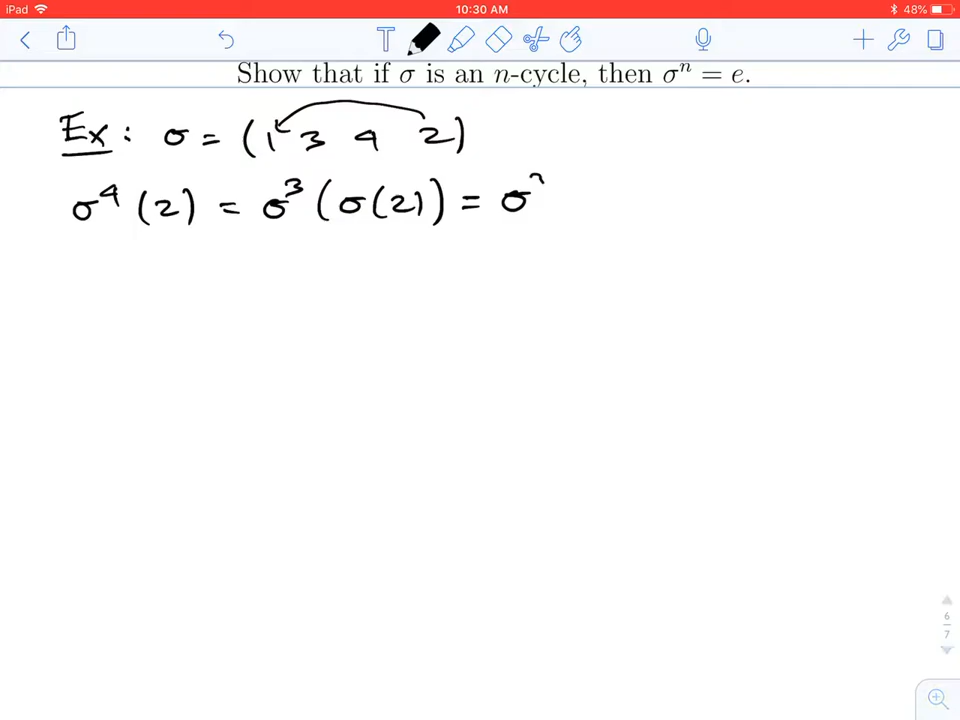 iPad 10:30 AM 48%
T
Show that if σ is an n-cycle, then σⁿ = e.
Ex: σ = (1 3 4 2)
σ⁴(2) = σ³(σ(2)) = σ
6
7